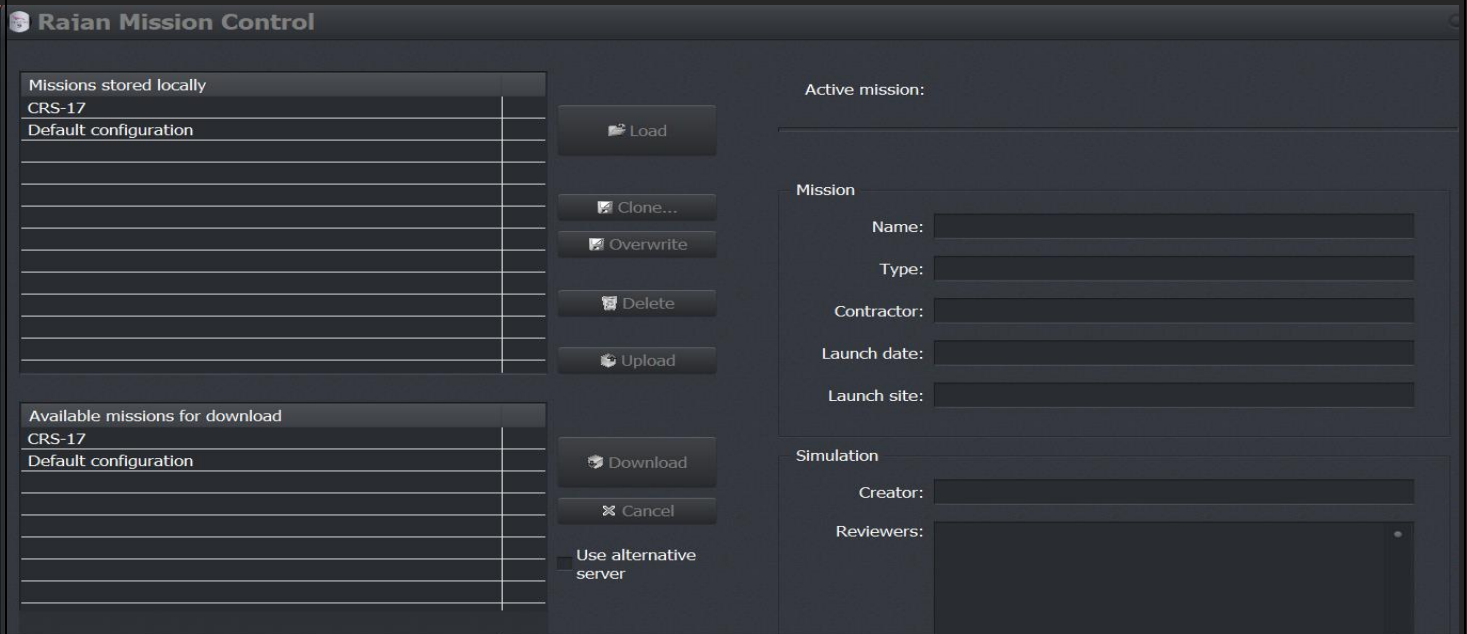 Rajan Mission Control
Missions stored locally
CRS-17
Default configuration
Load
Clone...
Overwrite
Delete
Upload
Available missions for download
CRS-17
Default configuration
Download
Cancel
Use alternative
server
Active mission:
Mission
Name:
Type:
Contractor:
Launch date:
Launch site:
Simulation
Creator:
Reviewers: